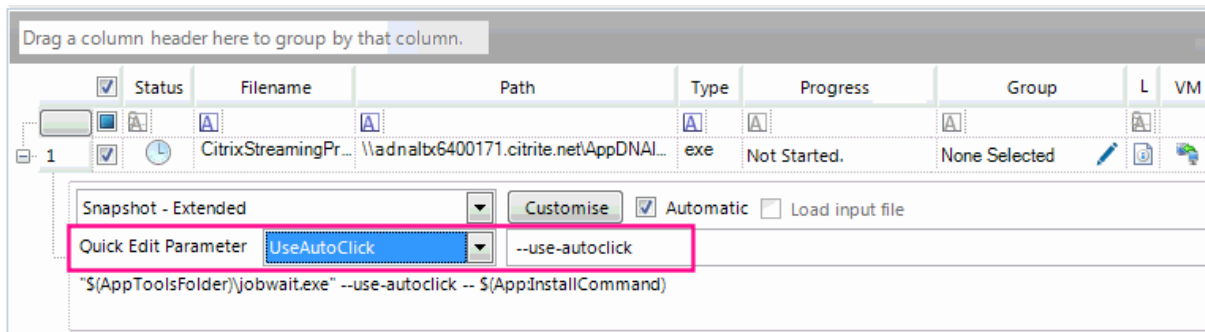 Drag a column header here to group by that column.
Status Filename Path Type Progress Group L VM
A A A A A A A
1 CitrixStreamingPr... \\adnaltx6400171.citrite.net\AppDNAI... exe Not Started. None Selected
Snapshot - Extended Customise Automatic Load input file
Quick Edit Parameter UseAutoClick --use-autoclick
"$(AppToolsFolder)\jobwait.exe" --use-autoclick -- $(App:InstallCommand)